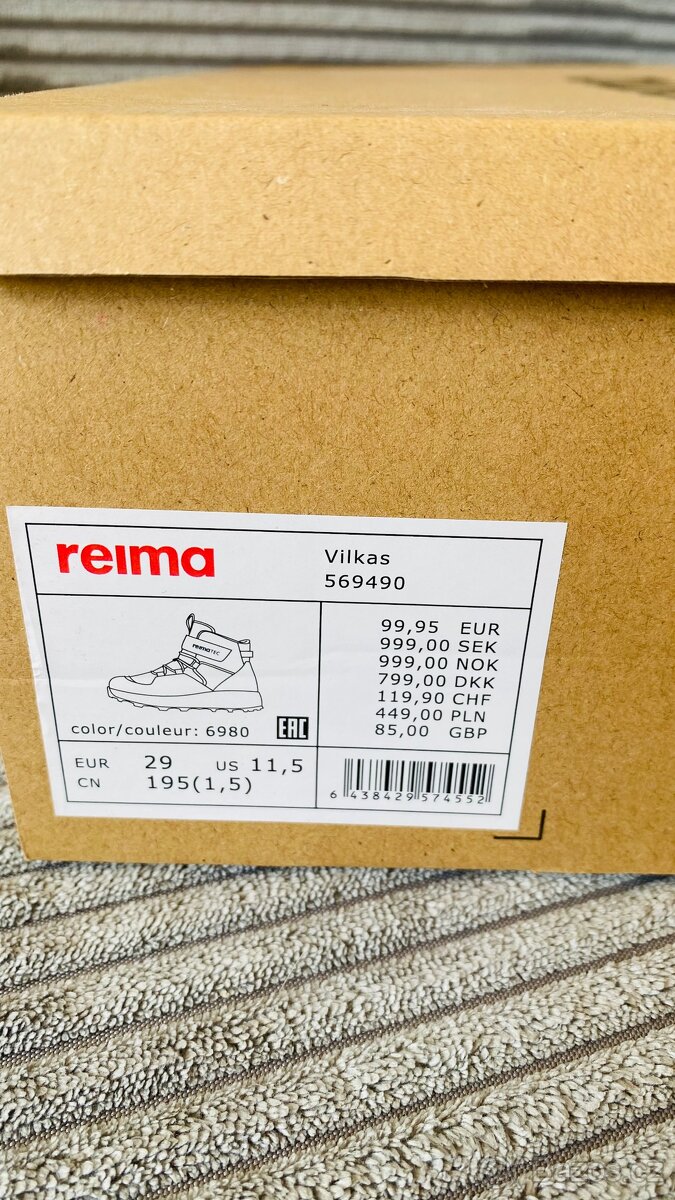 reima
Vilkas
569490
reimaTEC
color/couleur: 6980
EAC
99,95 EUR
999,00 SEK
999,00 NOK
799,00 DKK
119,90 CHF
449,00 PLN
85,00 GBP
EUR 29 US 11,5
CN 195(1,5)
6 438429 574552